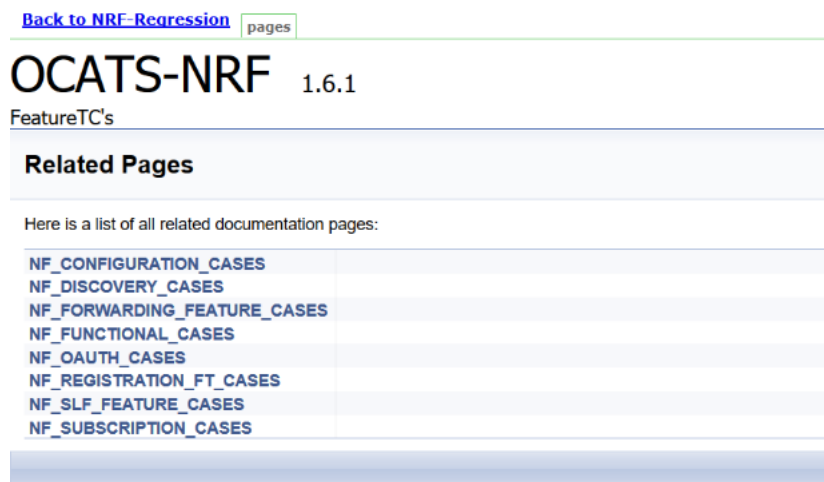 Back to NRF-Regression pages
OCATS-NRF 1.6.1
FeatureTC's
Related Pages
Here is a list of all related documentation pages:
NF_CONFIGURATION_CASES
NF_DISCOVERY_CASES
NF_FORWARDING_FEATURE_CASES
NF_FUNCTIONAL_CASES
NF_OAUTH_CASES
NF_REGISTRATION_FT_CASES
NF_SLF_FEATURE_CASES
NF_SUBSCRIPTION_CASES